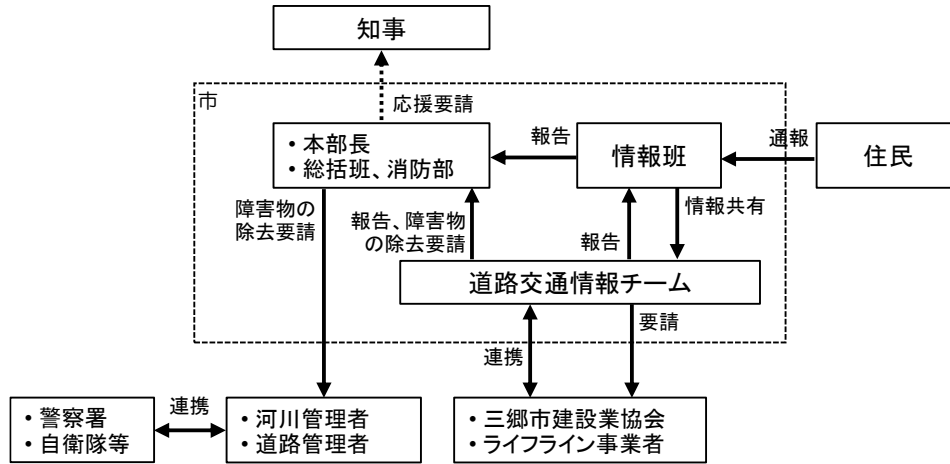 知事
市
応援要請
・本部長
・総括班、消防部
報告
情報班
通報
住民
障害物の
除去要請
報告、障害物
の除去要請
報告
情報共有
道路交通情報チーム
連携
要請
・警察署
・自衛隊等
連携
・河川管理者
・道路管理者
・三郷市建設業協会
・ライフライン事業者